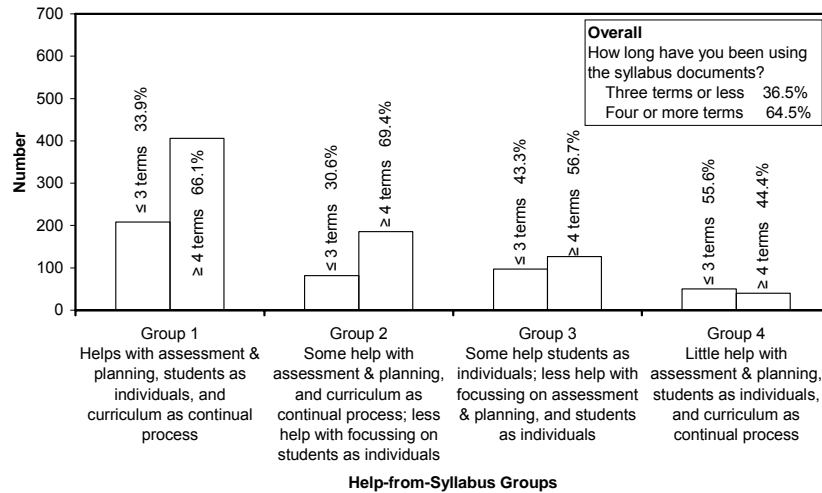 700
600
500
400
300
200
100
0
Number
≤ 3 terms 33.9%
≥ 4 terms 66.1%
≤ 3 terms 30.6%
≥ 4 terms 69.4%
≤ 3 terms 43.3%
≥ 4 terms 56.7%
≤ 3 terms 55.6%
≥ 4 terms 44.4%
Overall
How long have you been using
the syllabus documents?
Three terms or less 36.5%
Four or more terms 64.5%
Group 1
Helps with assessment &
planning, students as
individuals, and
curriculum as continual
process
Group 2
Some help with
assessment & planning,
and curriculum as
continual process; less
help with focussing on
students as individuals
Group 3
Some help students as
individuals; less help with
focussing on assessment
& planning, and students
as individuals
Group 4
Little help with
assessment & planning,
students as individuals,
and curriculum as
continual process
Help-from-Syllabus Groups